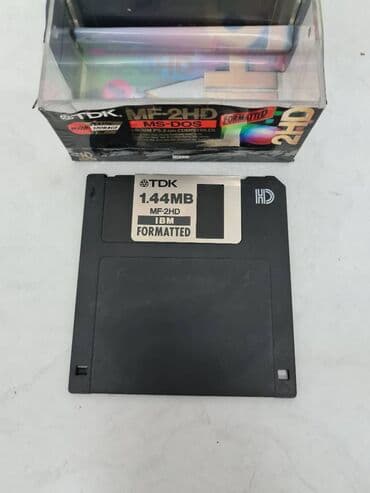 TDK
MF-2HD
MS-DOS
FORMATTED
2HD
TDK
1.44MB
MF-2HD
IBM
FORMATTED
HD